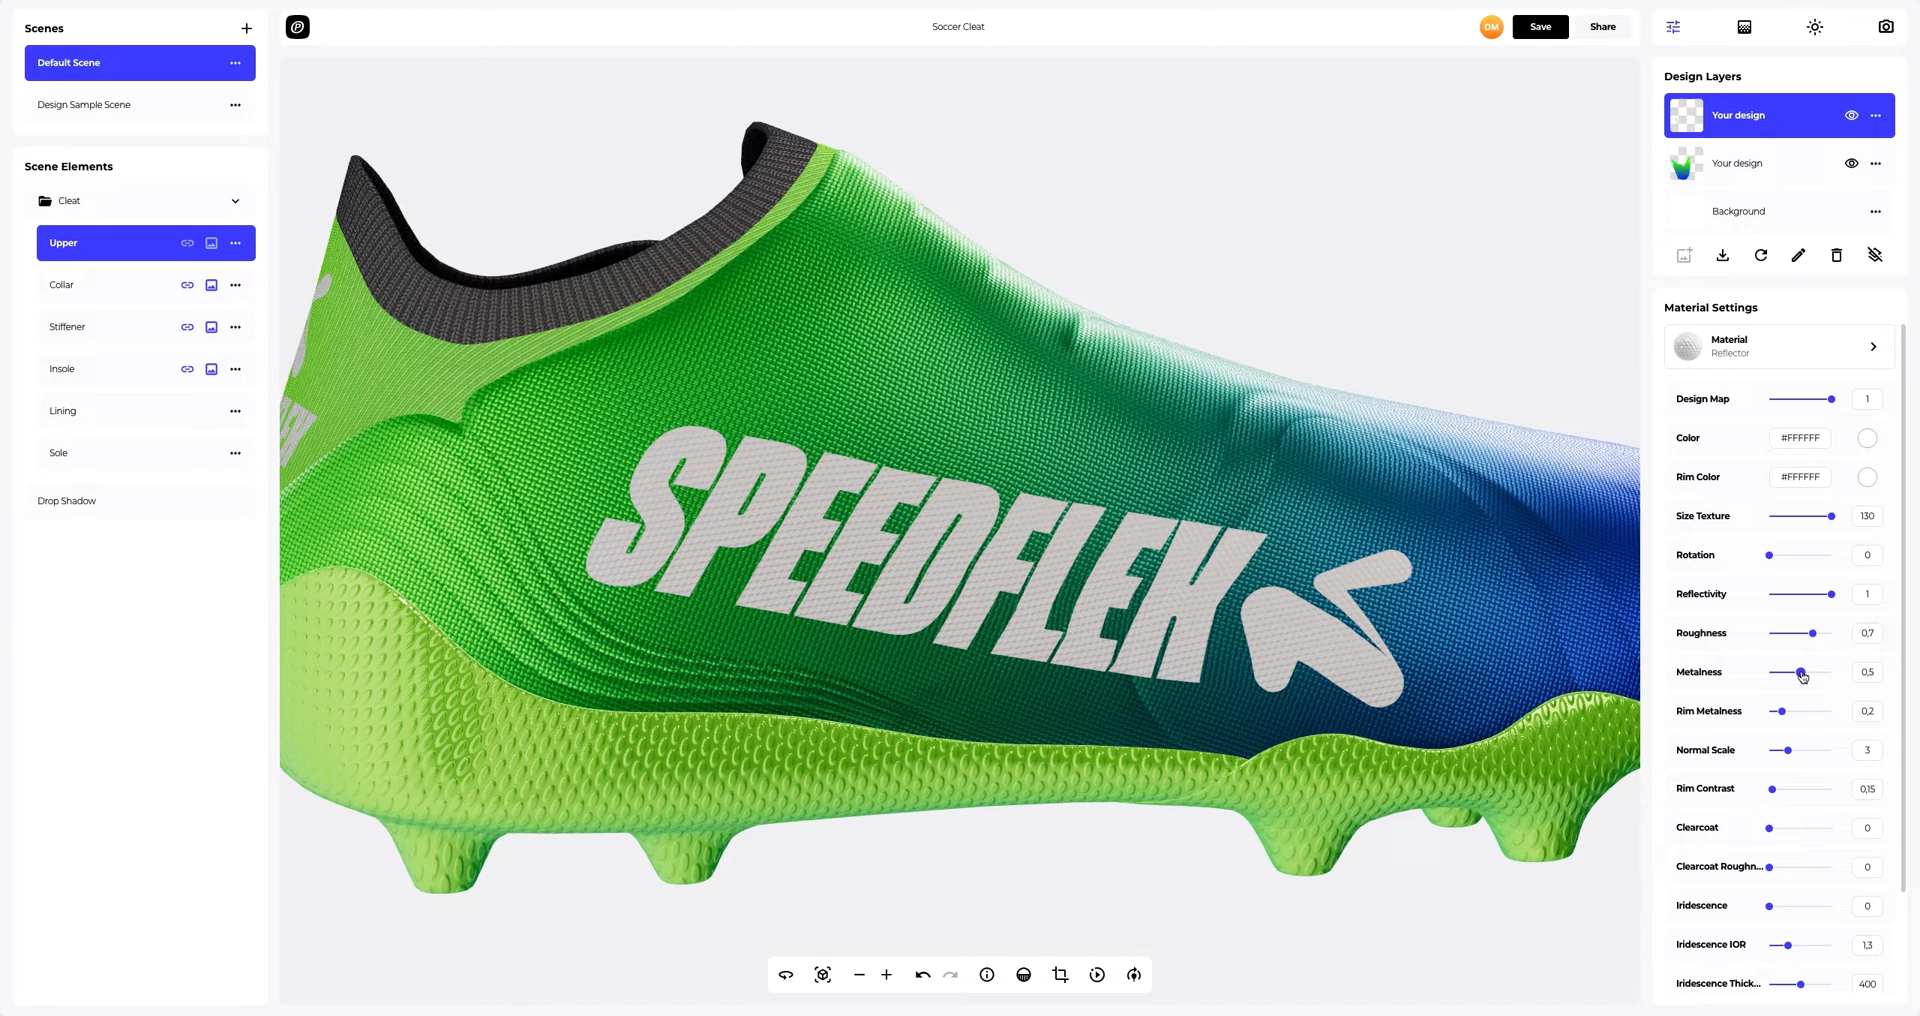 Scenes
Default Scene
Design Sample Scene
Scene Elements
Cleat
Upper
Collar
Stiffener
Insole
Lining
Sole
Drop Shadow
Soccer Cleat
DM
Save
Share
SPEEDFLEX
Design Layers
Your design
Your design
Background
Material Settings
Material
Reflector
Design Map 1
Color #FFFFFF
Rim Color #FFFFFF
Size Texture 130
Rotation 0
Reflectivity 1
Roughness 0,7
Metalness 0,5
Rim Metalness 0,2
Normal Scale 3
Rim Contrast 0,15
Clearcoat 0
Clearcoat Roughn... 0
Iridescence 0
Iridescence IOR 1,3
Iridescence Thick... 400